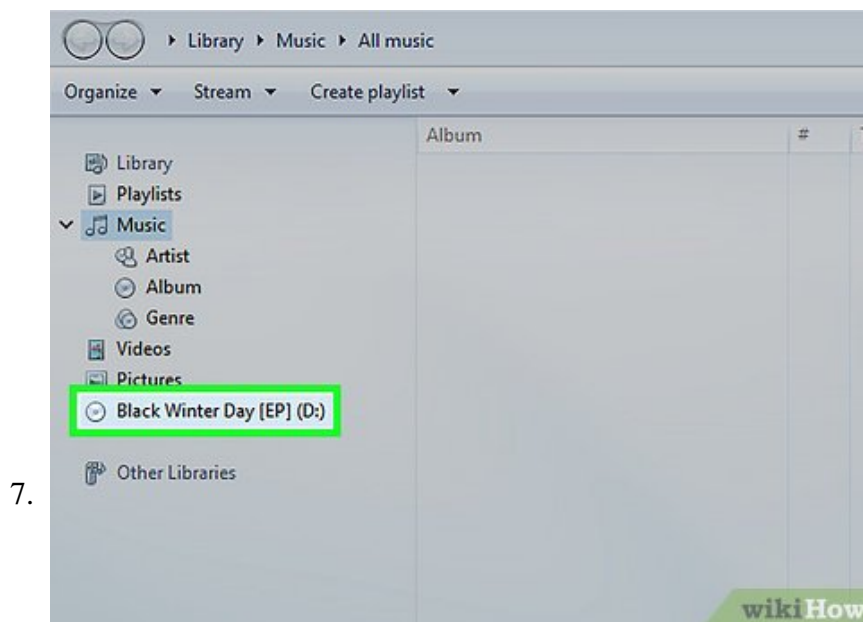 Library Music All music
Organize Stream Create playlist
Album #
Library
Playlists
Music
Artist
Album
Genre
Videos
Pictures
Black Winter Day [EP] (D:)
Other Libraries
7.
wikiHow